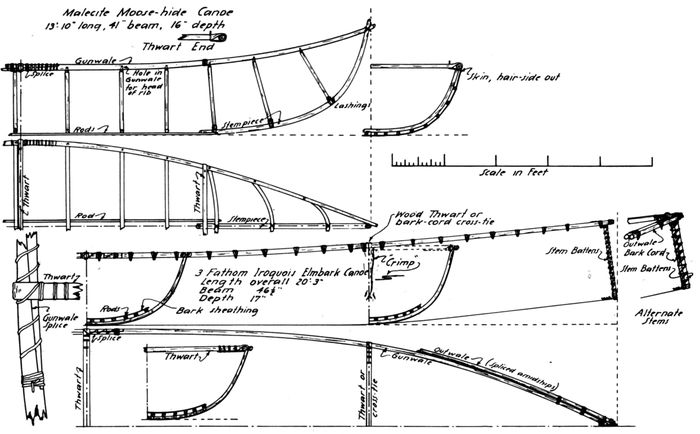 Malecite Moose-hide Canoe
13'-10" long, 41" beam, 16" depth
Thwart End
Gunwale
Splice
Hole in
Gunwale
for head
of rib
Skin, hair-side out
Lashing
Stempiece
Rods
Scale in Feet
Thwart
Thwart
Rod
Stempiece
Wood Thwart or
bark-cord cross-tie
Outwale
Bark Cord
Stem Battens
Stem Battens
"Crimp"
3 Fathom Iroquois Elmbark Canoe
Length overall 20'-3"
Beam 46½"
Depth 17"
Thwart
Gunwale
Splice
Rods
Bark sheathing
Alternate
Stems
Splice
Thwart
Thwart
Thwart or
cross-tie
Gunwale
Outwale (spliced amidships)